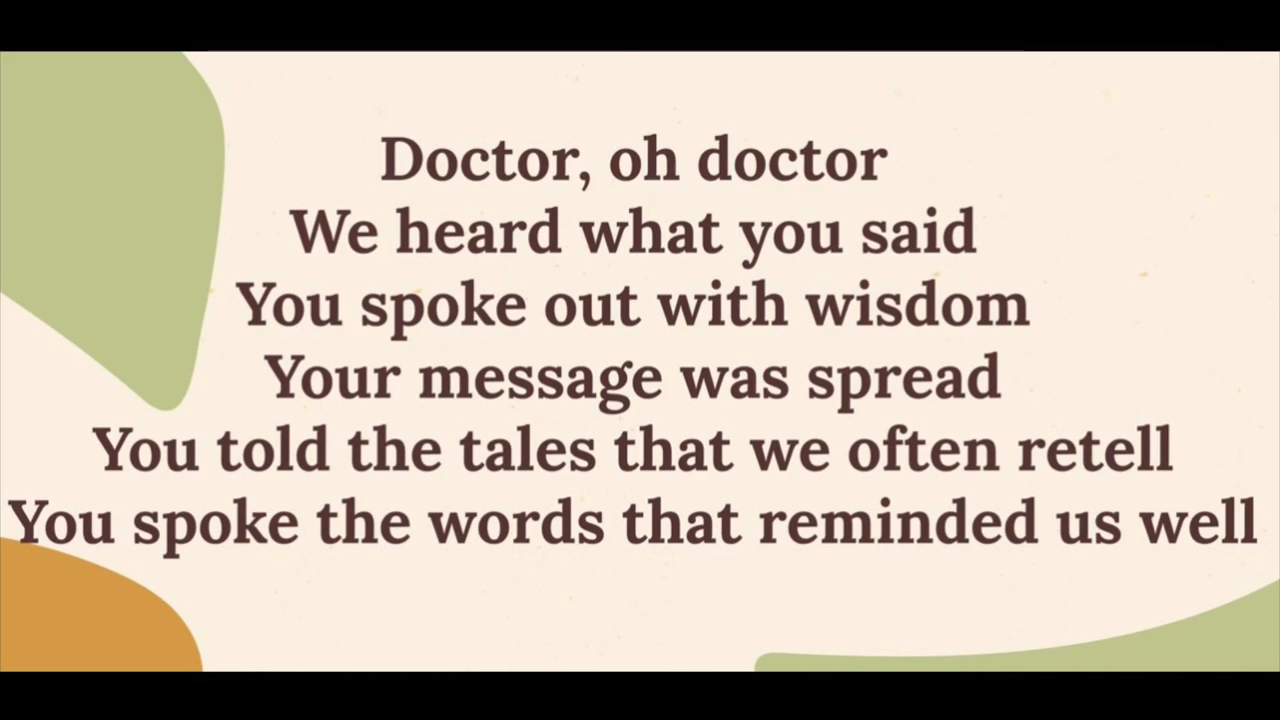 Doctor, oh doctor
We heard what you said
You spoke out with wisdom
Your message was spread
You told the tales that we often retell
You spoke the words that reminded us well